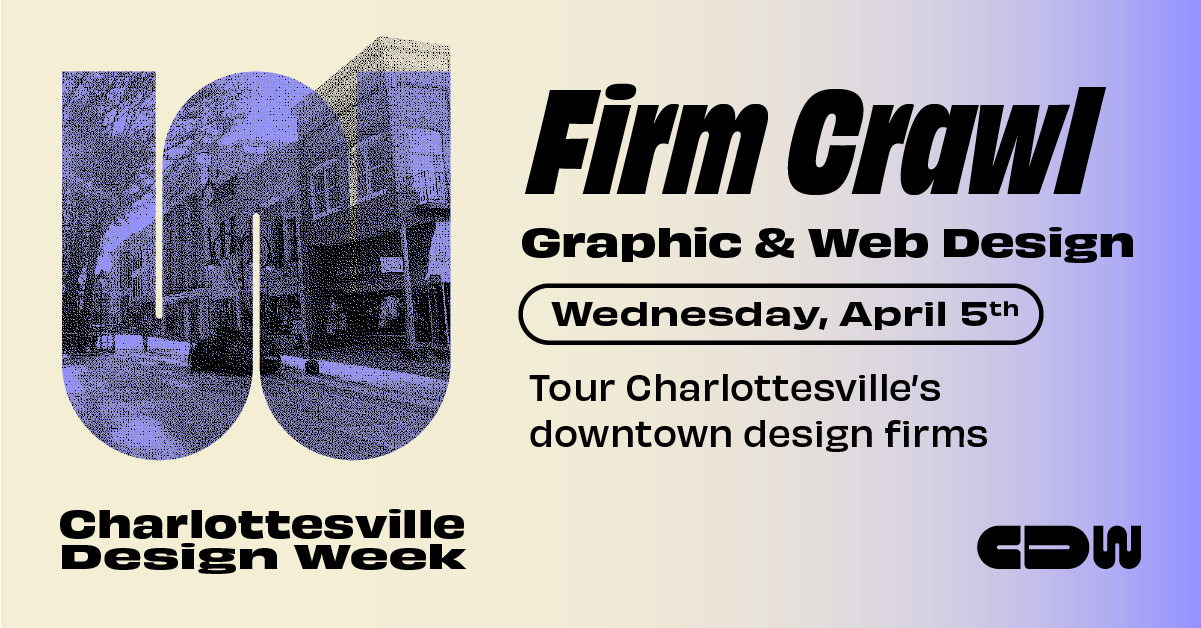 Firm Crawl
Graphic & Web Design
Wednesday, April 5th
Tour Charlottesville's
downtown design firms
Charlottesville
Design Week
CDW